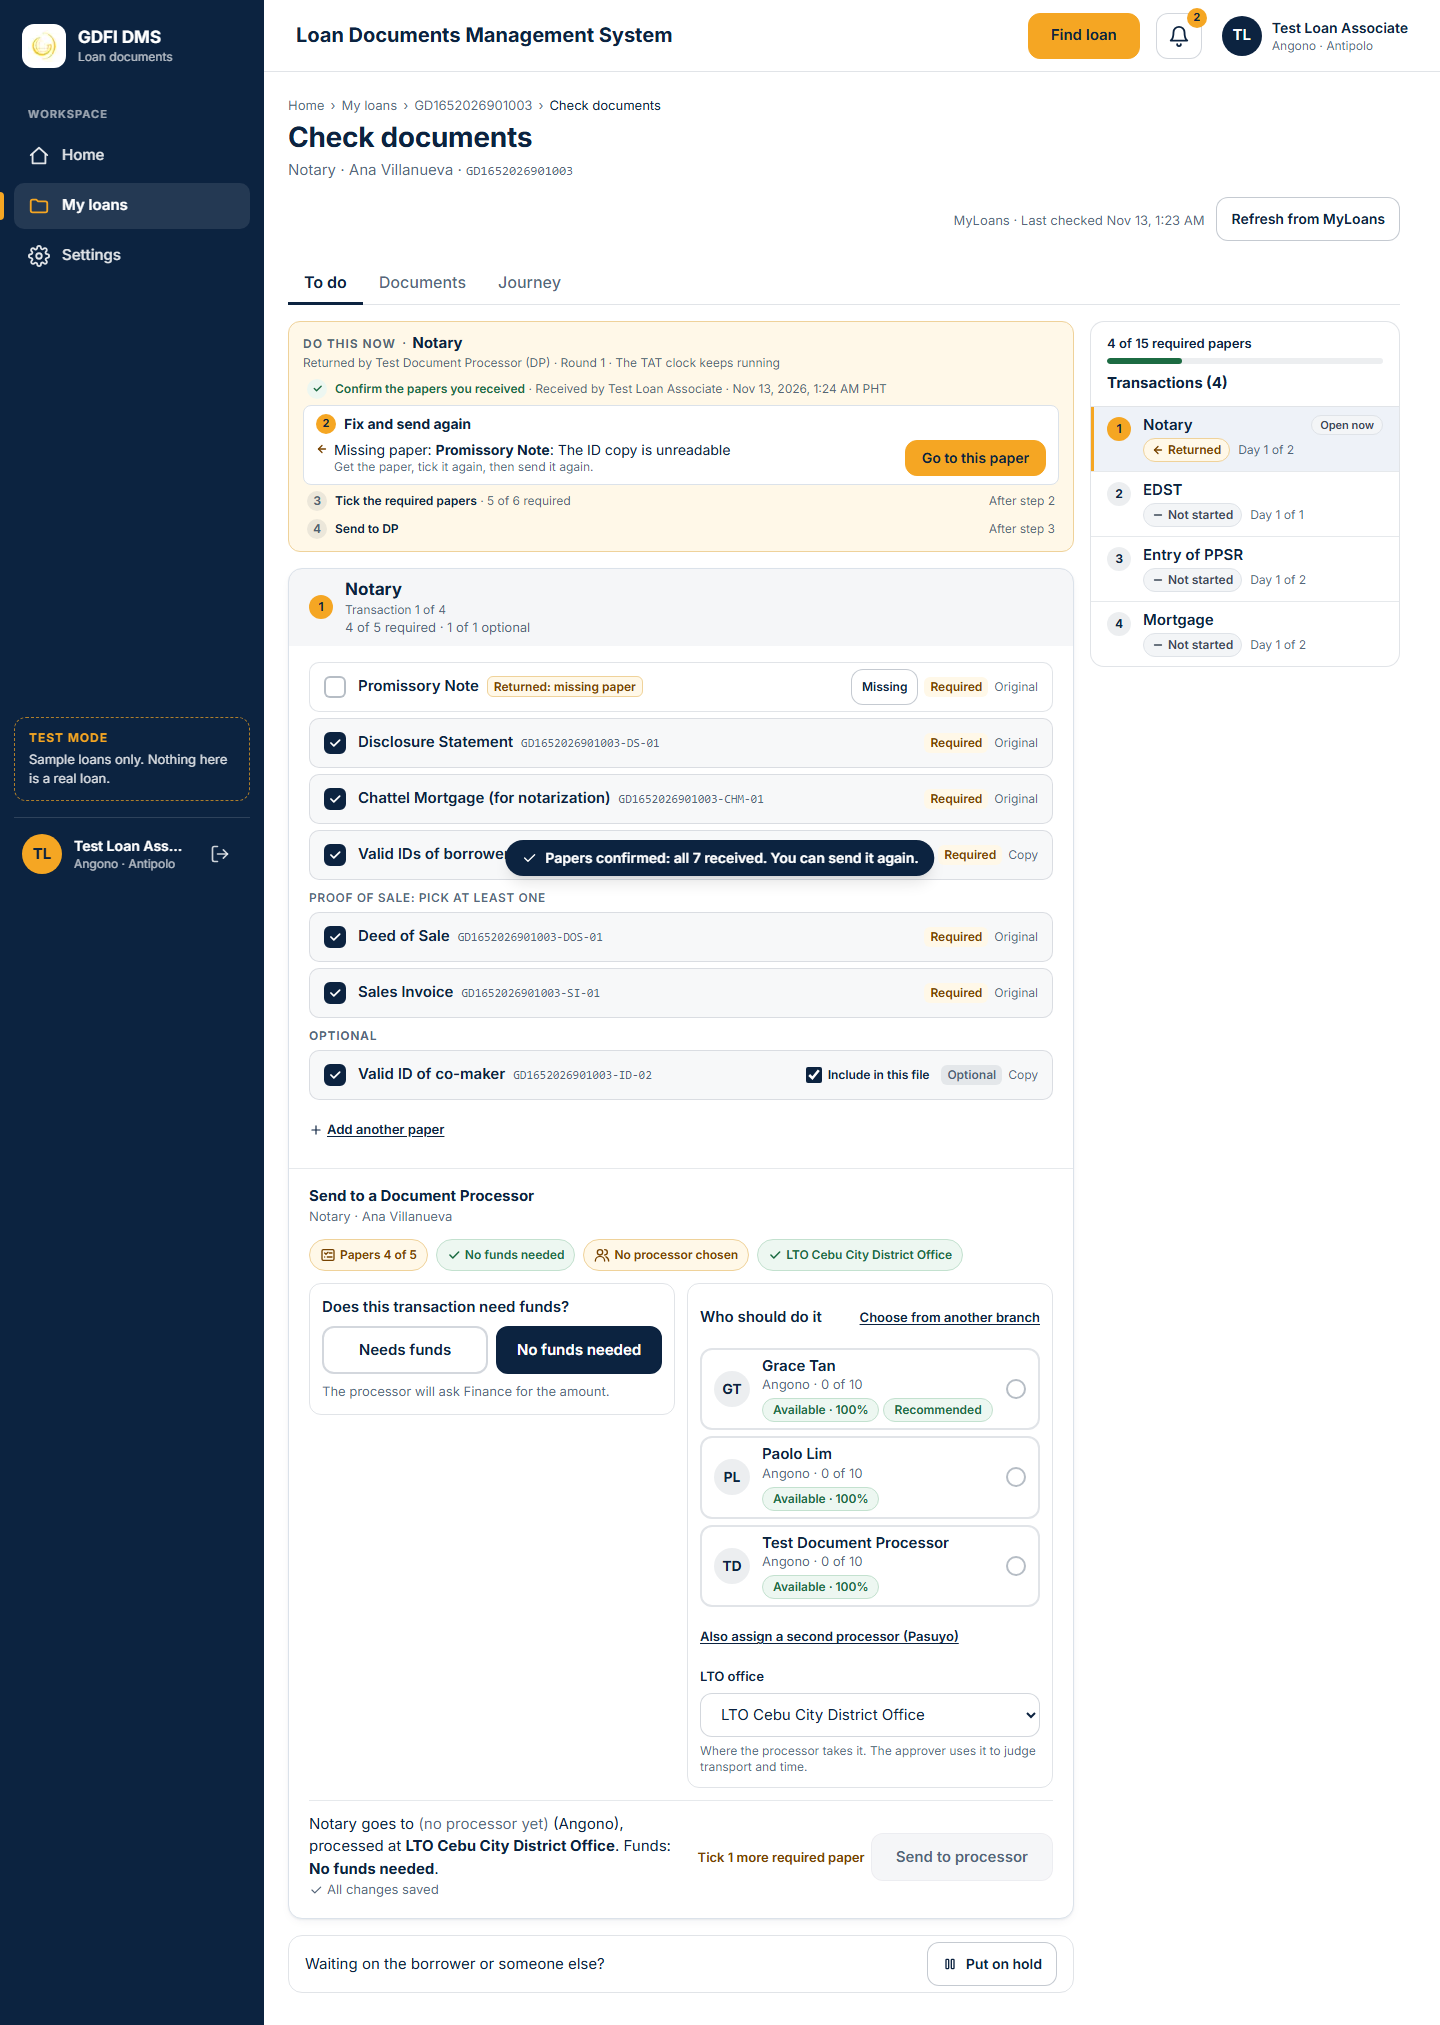 GDFI DMS
Loan documents
WORKSPACE
Home
My loans
Settings
TEST MODE
Sample loans only. Nothing here
is a real loan.
TL
Test Loan Ass...
Angono · Antipolo
Loan Documents Management System
Find loan
2
TL
Test Loan Associate
Angono · Antipolo
Home › My loans › GD1652026901003 › Check documents
Check documents
Notary · Ana Villanueva · GD1652026901003
MyLoans · Last checked Nov 13, 1:23 AM
Refresh from MyLoans
To do
Documents
Journey
DO THIS NOW · Notary
Returned by Test Document Processor (DP) · Round 1 · The TAT clock keeps running
Confirm the papers you received · Received by Test Loan Associate · Nov 13, 2026, 1:24 AM PHT
2 Fix and send again
Missing paper: Promissory Note: The ID copy is unreadable
Get the paper, tick it again, then send it again.
Go to this paper
3 Tick the required papers · 5 of 6 required
After step 2
4 Send to DP
After step 3
4 of 15 required papers
Transactions (4)
1 Notary
Open now
← Returned Day 1 of 2
2 EDST
– Not started Day 1 of 1
3 Entry of PPSR
– Not started Day 1 of 2
4 Mortgage
– Not started Day 1 of 2
1
Notary
Transaction 1 of 4
4 of 5 required · 1 of 1 optional
Promissory Note Returned: missing paper Missing Required Original
Disclosure Statement GD1652026901003-DS-01 Required Original
Chattel Mortgage (for notarization) GD1652026901003-CHM-01 Required Original
Valid IDs of borrower Required Copy
Papers confirmed: all 7 received. You can send it again.
PROOF OF SALE: PICK AT LEAST ONE
Deed of Sale GD1652026901003-DOS-01 Required Original
Sales Invoice GD1652026901003-SI-01 Required Original
OPTIONAL
Valid ID of co-maker GD1652026901003-ID-02 Include in this file Optional Copy
+ Add another paper
Send to a Document Processor
Notary · Ana Villanueva
Papers 4 of 5
No funds needed
No processor chosen
LTO Cebu City District Office
Does this transaction need funds?
Needs funds
No funds needed
The processor will ask Finance for the amount.
Who should do it
Choose from another branch
GT
Grace Tan
Angono · 0 of 10
Available · 100%
Recommended
PL
Paolo Lim
Angono · 0 of 10
Available · 100%
TD
Test Document Processor
Angono · 0 of 10
Available · 100%
Also assign a second processor (Pasuyo)
LTO office
LTO Cebu City District Office
Where the processor takes it. The approver uses it to judge
transport and time.
Notary goes to (no processor yet) (Angono),
processed at LTO Cebu City District Office. Funds:
No funds needed.
All changes saved
Tick 1 more required paper
Send to processor
Waiting on the borrower or someone else?
Put on hold